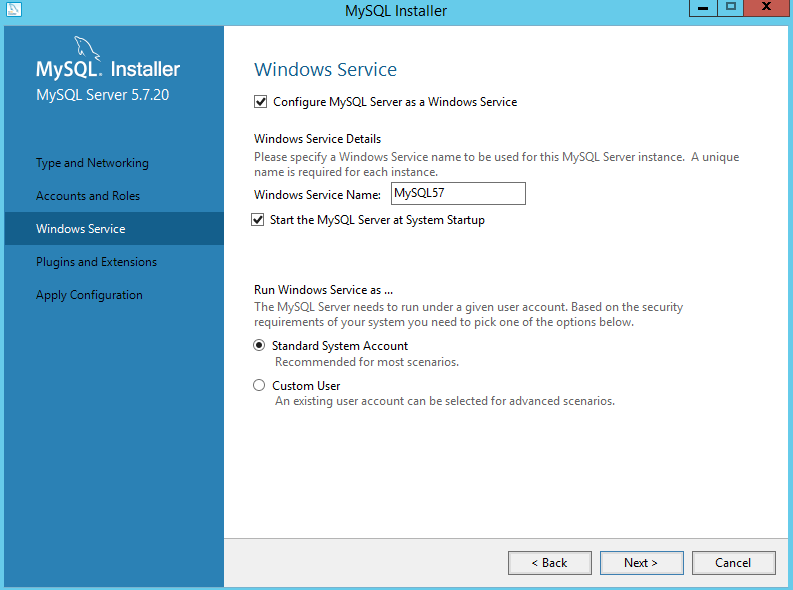 MySQL Installer
MySQL. Installer
MySQL Server 5.7.20
Type and Networking
Accounts and Roles
Windows Service
Plugins and Extensions
Apply Configuration
Windows Service
Configure MySQL Server as a Windows Service
Windows Service Details
Please specify a Windows Service name to be used for this MySQL Server instance. A unique
name is required for each instance.
Windows Service Name: MySQL57
Start the MySQL Server at System Startup
Run Windows Service as ...
The MySQL Server needs to run under a given user account. Based on the security
requirements of your system you need to pick one of the options below.
Standard System Account
Recommended for most scenarios.
Custom User
An existing user account can be selected for advanced scenarios.
< Back Next > Cancel